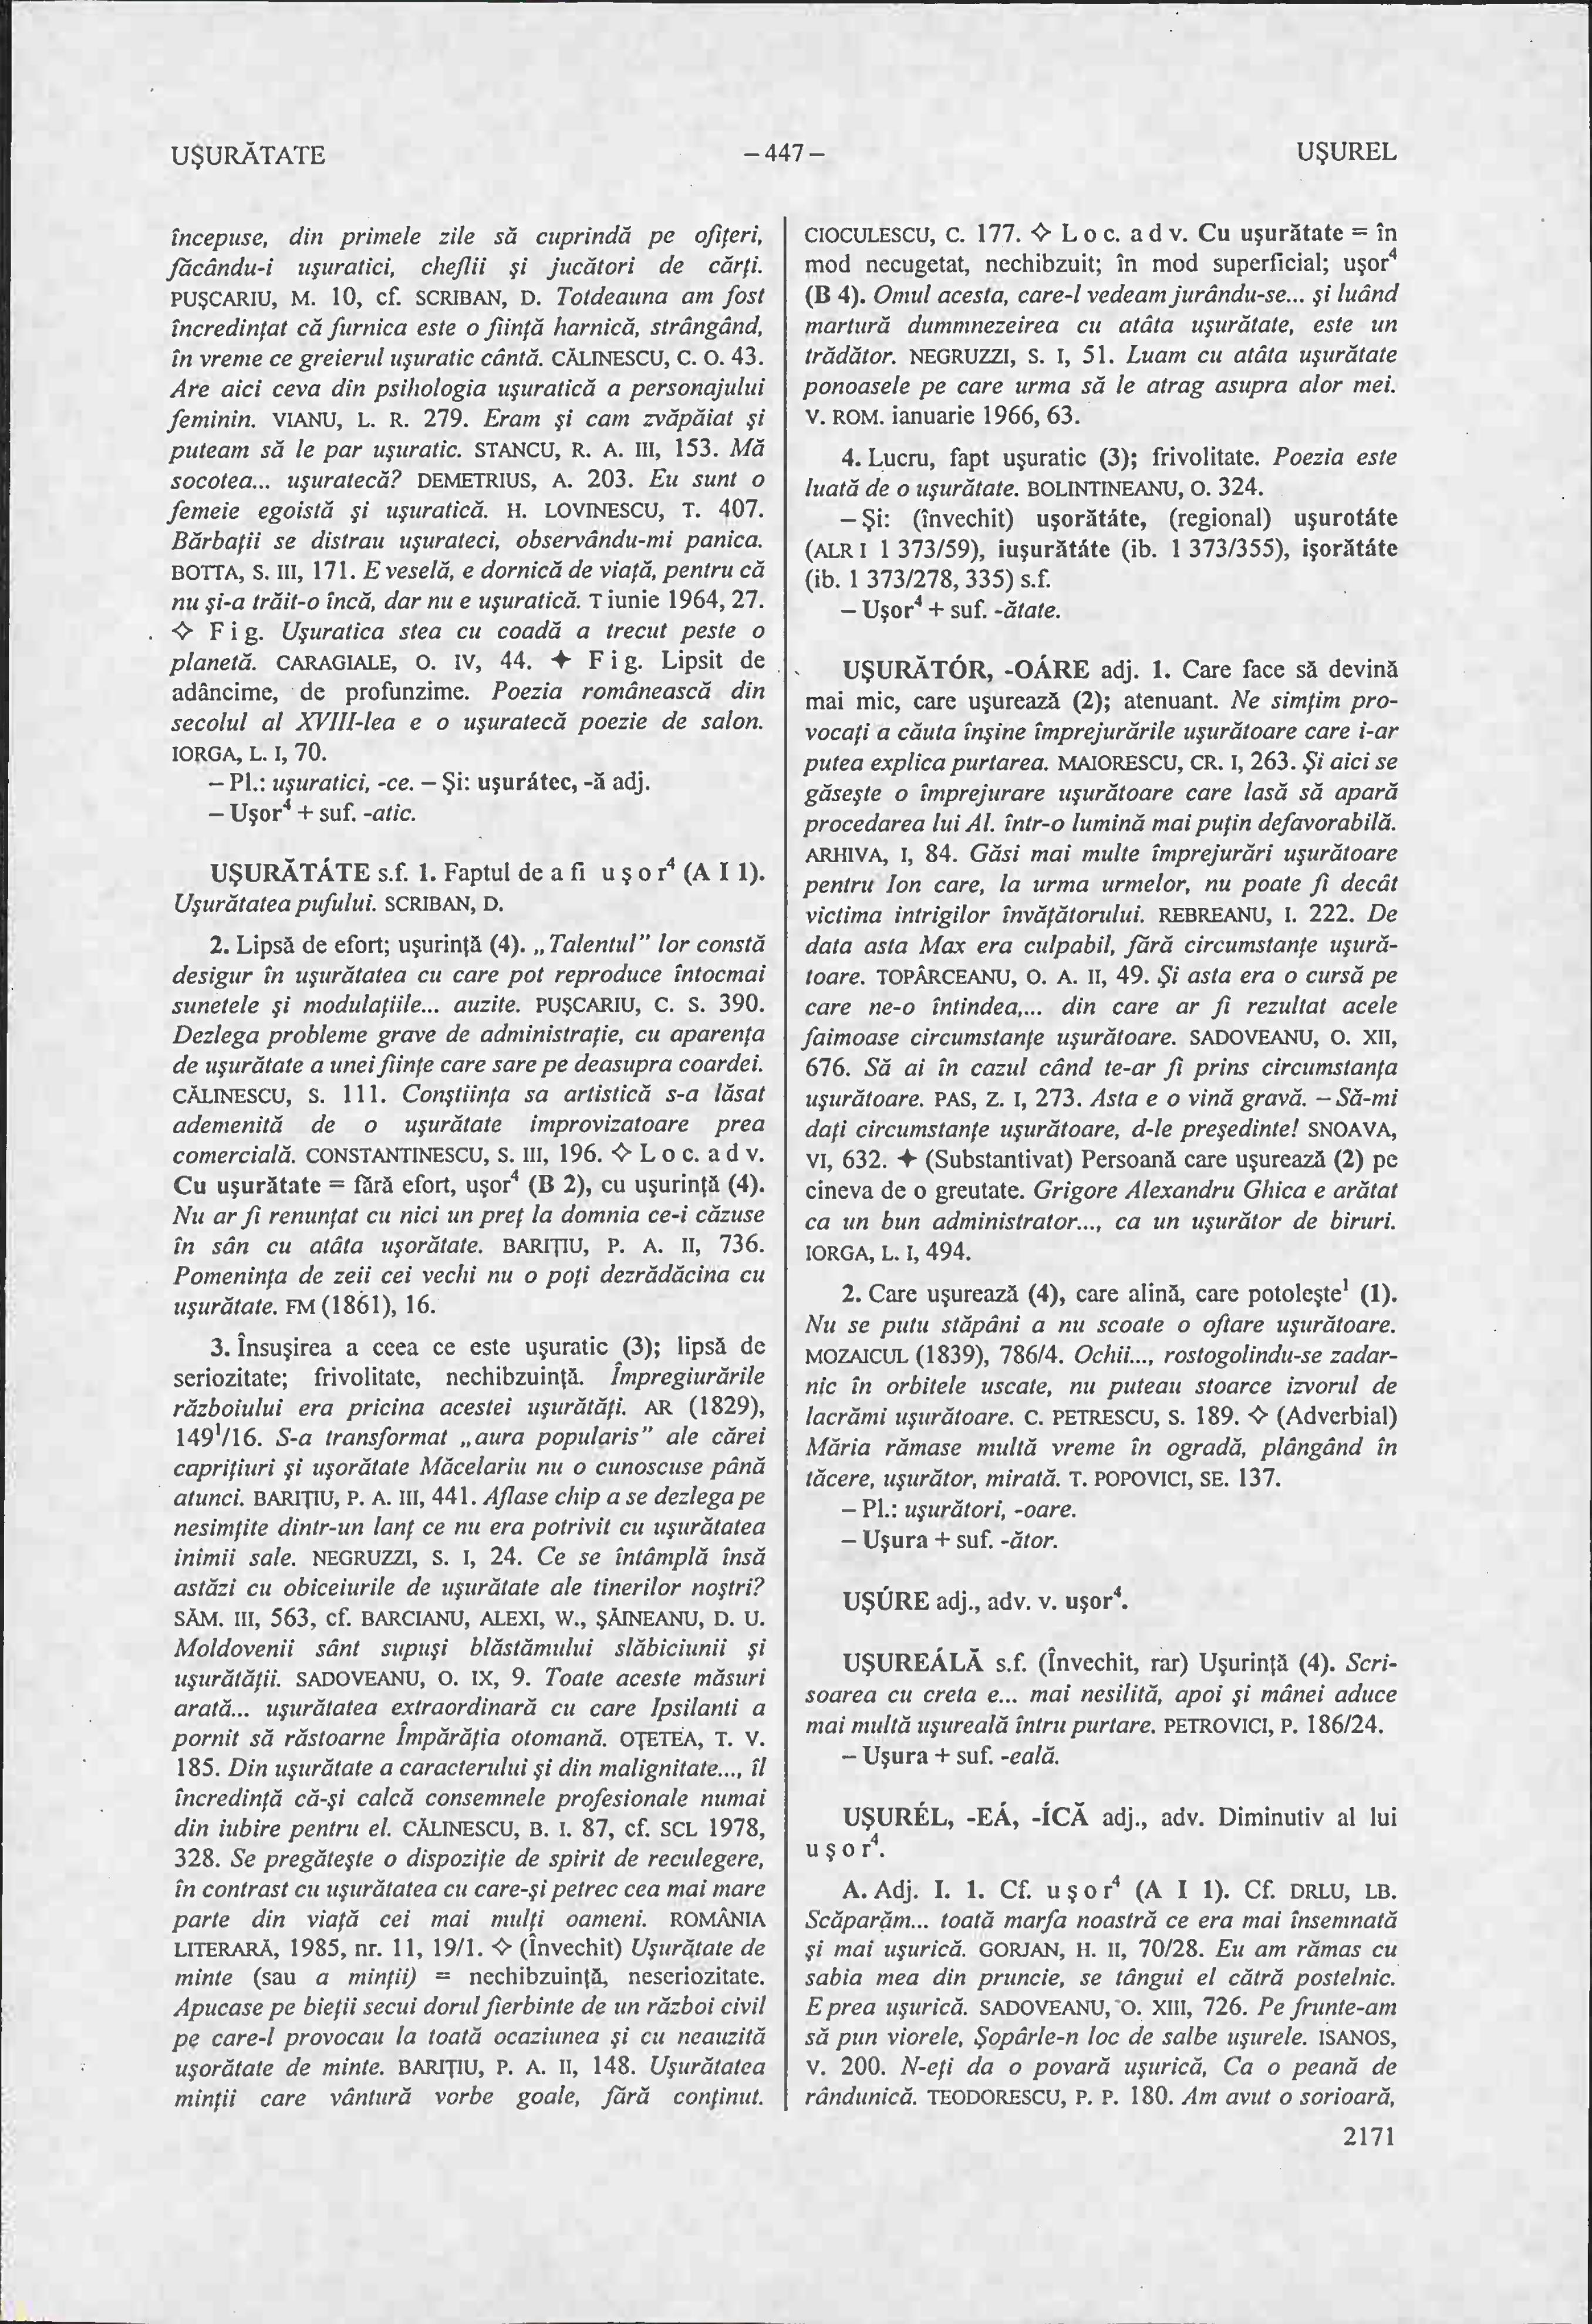 UŞURĂTATE
– 447 –
UŞUREL
începuse, din primele zile să cuprindă pe ofiţeri,
făcându-i uşuratici, cheflii şi jucători de cărţi.
PUŞCARIU, M. 10, cf. SCRIBAN, D. Totdeauna am fost
încredinţat că furnica este o fiinţă harnică, strângând,
în vreme ce greierul uşuratic cântă. CĂLINESCU, C. O. 43.
Are aici ceva din psihologia uşuratică a personajului
feminin. VIANU, L. R. 279. Eram şi cam zvăpăiat şi
puteam să le par uşuratic. STANCU, R. A. III, 153. Mă
socotea... uşuratecă? DEMETRIUS, A. 203. Eu sunt o
femeie egoistă şi uşuratică. H. LOVINESCU, T. 407.
Bărbaţii se distrau uşurateci, observându-mi panica.
BOTTA, S. III, 171. E veselă, e dornică de viaţă, pentru că
nu şi-a trăit-o încă, dar nu e uşuratică. T iunie 1964, 27.
◇ F i g. Uşuratica stea cu coadă a trecut peste o
planetă. CARAGIALE, O. IV, 44. ✦ F i g. Lipsit de
adâncime, de profunzime. Poezia românească din
secolul al XVIII-lea e o uşuratecă poezie de salon.
IORGA, L. I, 70.
– Pl.: uşuratici, -ce. – Şi: uşurátec, -ă adj.
– Uşor⁴ + suf. -atic.
UŞURĂTÁTE s.f. 1. Faptul de a fi u ş o r⁴ (A I 1).
Uşurătatea pufului. SCRIBAN, D.
2. Lipsă de efort; uşurinţă (4). „Talentul” lor constă
desigur în uşurătatea cu care pot reproduce întocmai
sunetele şi modulaţiile... auzite. PUŞCARIU, C. S. 390.
Dezlega probleme grave de administraţie, cu aparenţa
de uşurătate a unei fiinţe care sare pe deasupra coardei.
CĂLINESCU, S. 111. Conştiinţa sa artistică s-a lăsat
ademenită de o uşurătate improvizatoare prea
comercială. CONSTANTINESCU, S. III, 196. ◇ L o c. a d v.
Cu uşurătate = fără efort, uşor⁴ (B 2), cu uşurinţă (4).
Nu ar fi renunţat cu nici un preţ la domnia ce-i căzuse
în sân cu atâta uşorătate. BARIŢIU, P. A. II, 736.
Pomeninţa de zeii cei vechi nu o poţi dezrădăcina cu
uşurătate. FM (1861), 16.
3. Însuşirea a ceea ce este uşuratic (3); lipsă de
seriozitate; frivolitate, nechibzuinţă. Împregiurările
războiului era pricina acestei uşurătăţi. AR (1829),
149¹/16. S-a transformat „aura popularis” ale cărei
capriţiuri şi uşorătate Măcelariu nu o cunoscuse până
atunci. BARIŢIU, P. A. III, 441. Aflase chip a se dezlega pe
nesimţite dintr-un lanţ ce nu era potrivit cu uşurătatea
inimii sale. NEGRUZZI, S. I, 24. Ce se întâmplă însă
astăzi cu obiceiurile de uşurătate ale tinerilor noştri?
SĂM. III, 563, cf. BARCIANU, ALEXI, W., ŞĂINEANU, D. U.
Moldovenii sânt supuşi blăstămului slăbiciunii şi
uşurătăţii. SADOVEANU, O. IX, 9. Toate aceste măsuri
arată... uşurătatea extraordinară cu care Ipsilanti a
pornit să răstoarne Împărăţia otomană. OŢETEA, T. V.
185. Din uşurătate a caracterului şi din malignitate..., îl
încredinţă că-şi calcă consemnele profesionale numai
din iubire pentru el. CĂLINESCU, B. I. 87, cf. SCL 1978,
328. Se pregăteşte o dispoziţie de spirit de reculegere,
în contrast cu uşurătatea cu care-şi petrec cea mai mare
parte din viaţă cei mai mulţi oameni. ROMÂNIA
LITERARĂ, 1985, nr. 11, 19/1. ◇ (Învechit) Uşurătate de
minte (sau a minţii) = nechibzuinţă, neseriozitate.
Apucase pe bieţii secui dorul fierbinte de un război civil
pe care-l provocau la toată ocaziunea şi cu neauzită
uşorătate de minte. BARIŢIU, P. A. II, 148. Uşurătatea
minţii care vântură vorbe goale, fără conţinut.
CIOCULESCU, C. 177. ◇ L o c. a d v. Cu uşurătate = în
mod necugetat, nechibzuit; în mod superficial; uşor⁴
(B 4). Omul acesta, care-l vedeam jurându-se... şi luând
martură dummnezeirea cu atâta uşurătate, este un
trădător. NEGRUZZI, S. I, 51. Luam cu atâta uşurătate
ponoasele pe care urma să le atrag asupra alor mei.
V. ROM. ianuarie 1966, 63.
4. Lucru, fapt uşuratic (3); frivolitate. Poezia este
luată de o uşurătate. BOLINTINEANU, O. 324.
– Şi: (învechit) uşorătáte, (regional) uşurotáte
(ALR I 1 373/59), iuşurătáte (ib. 1 373/355), işorătáte
(ib. 1 373/278, 335) s.f.
– Uşor⁴ + suf. -ătate.
UŞURĂTÓR, -OÁRE adj. 1. Care face să devină
mai mic, care uşurează (2); atenuant. Ne simţim pro-
vocaţi a căuta înşine împrejurările uşurătoare care i-ar
putea explica purtarea. MAIORESCU, CR. I, 263. Şi aici se
găseşte o împrejurare uşurătoare care lasă să apară
procedarea lui Al. într-o lumină mai puţin defavorabilă.
ARHIVA, I, 84. Găsi mai multe împrejurări uşurătoare
pentru Ion care, la urma urmelor, nu poate fi decât
victima intrigilor învăţătorului. REBREANU, I. 222. De
data asta Max era culpabil, fără circumstanţe uşură-
toare. TOPÂRCEANU, O. A. II, 49. Şi asta era o cursă pe
care ne-o întindea,... din care ar fi rezultat acele
faimoase circumstanţe uşurătoare. SADOVEANU, O. XII,
676. Să ai în cazul când te-ar fi prins circumstanţa
uşurătoare. PAS, Z. I, 273. Asta e o vină gravă. – Să-mi
daţi circumstanţe uşurătoare, d-le preşedinte! SNOAVA,
VI, 632. ✦ (Substantivat) Persoană care uşurează (2) pe
cineva de o greutate. Grigore Alexandru Ghica e arătat
ca un bun administrator..., ca un uşurător de biruri.
IORGA, L. I, 494.
2. Care uşurează (4), care alină, care potoleşte¹ (1).
Nu se putu stăpâni a nu scoate o oftare uşurătoare.
MOZAICUL (1839), 786/4. Ochii..., rostogolindu-se zadar-
nic în orbitele uscate, nu puteau stoarce izvorul de
lacrămi uşurătoare. C. PETRESCU, S. 189. ◇ (Adverbial)
Măria rămase multă vreme în ogradă, plângând în
tăcere, uşurător, mirată. T. POPOVICI, SE. 137.
– Pl.: uşurători, -oare.
– Uşura + suf. -ător.
UŞÚRE adj., adv. v. uşor⁴.
UŞUREÁLĂ s.f. (Învechit, rar) Uşurinţă (4). Scri-
soarea cu creta e... mai nesilită, apoi şi mânei aduce
mai multă uşureală întru purtare. PETROVICI, P. 186/24.
– Uşura + suf. -eală.
UŞURÉL, -EÁ, -ÍCĂ adj., adv. Diminutiv al lui
u ş o r⁴.
A. Adj. I. 1. Cf. u ş o r⁴ (A I 1). Cf. DRLU, LB.
Scăparăm... toată marfa noastră ce era mai însemnată
şi mai uşurică. GORJAN, H. II, 70/28. Eu am rămas cu
sabia mea din pruncie, se tângui el cătră postelnic.
E prea uşurică. SADOVEANU, O. XIII, 726. Pe frunte-am
să pun viorele, Şopârle-n loc de salbe uşurele. ISANOS,
V. 200. N-eţi da o povară uşurică, Ca o peană de
rândunică. TEODORESCU, P. P. 180. Am avut o sorioară,
2171